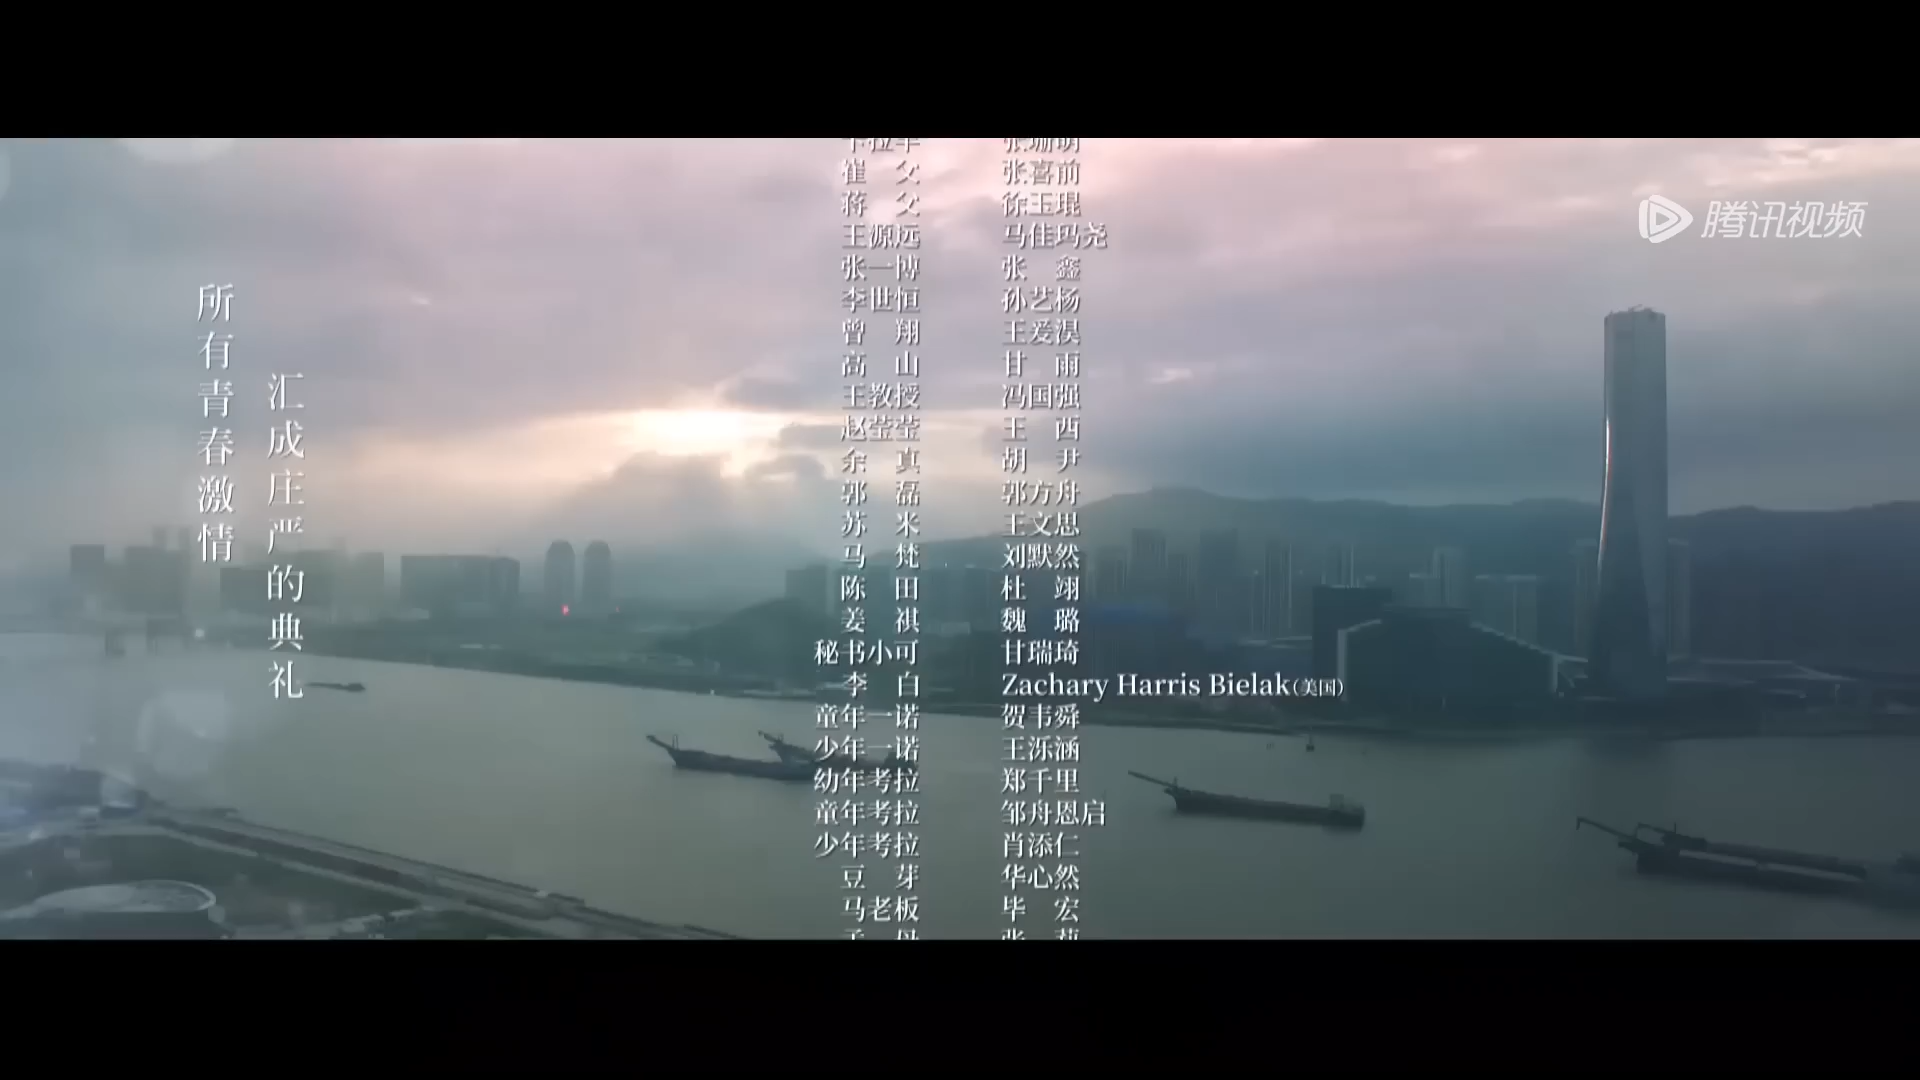 腾讯视频
所有青春激情
汇成庄严的典礼
崔 父 张喜前
蒋 父 徐玉琨
王源远 马佳玛尧
张一博 张 鑫
李世恒 孙艺杨
曾 翔 王爱淏
高 山 甘 雨
王教授 冯国强
赵莹莹 王 西
余 真 胡 尹
郭 磊 郭方舟
苏 米 王文思
马 梵 刘默然
陈 田 杜 翊
姜 祺 魏 璐
秘书小可 甘瑞琦
李 白 Zachary Harris Bielak(美国)
童年一诺 贺韦舜
少年一诺 王泺涵
幼年考拉 郑千里
童年考拉 邹舟恩启
少年考拉 肖添仁
豆 芽 华心然
马老板 毕 宏